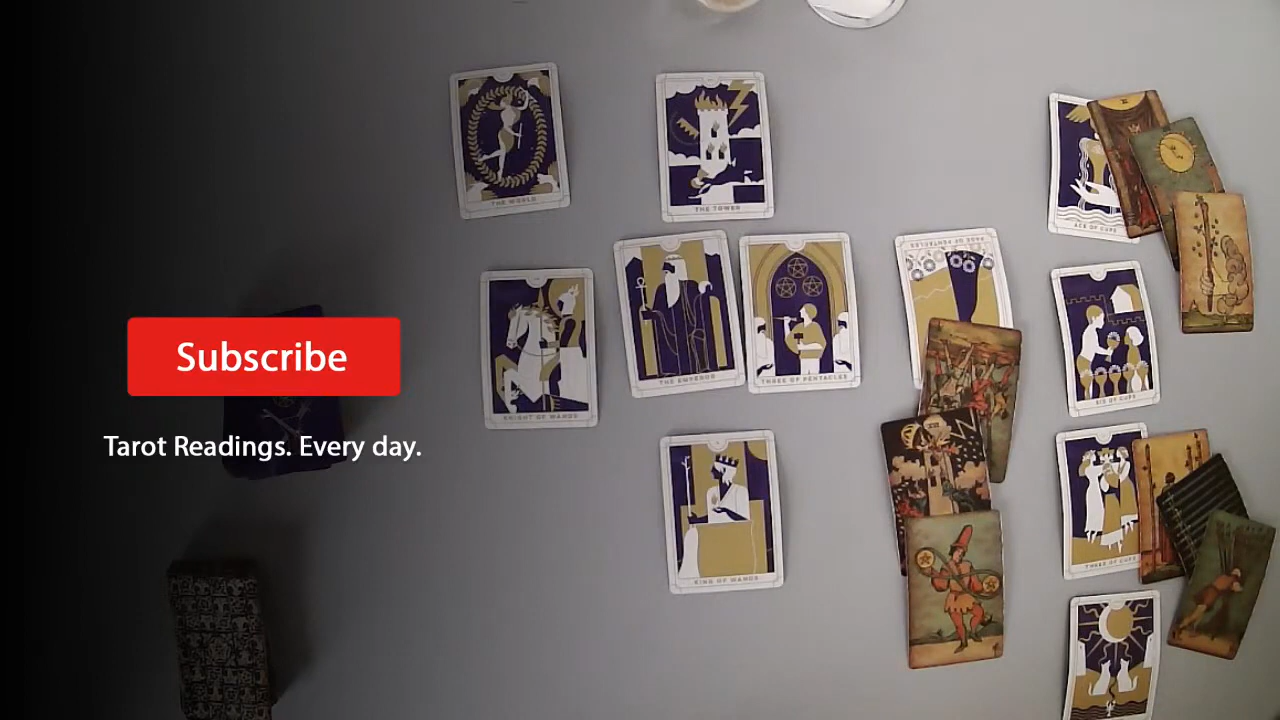 THE WORLD
THE TOWER
ACE OF CUPS
THE EMPEROR
THREE OF PENTACLES
KNIGHT OF WANDS
SIX OF CUPS
Subscribe
Tarot Readings. Every day.
KING OF WANDS
THREE OF CUPS